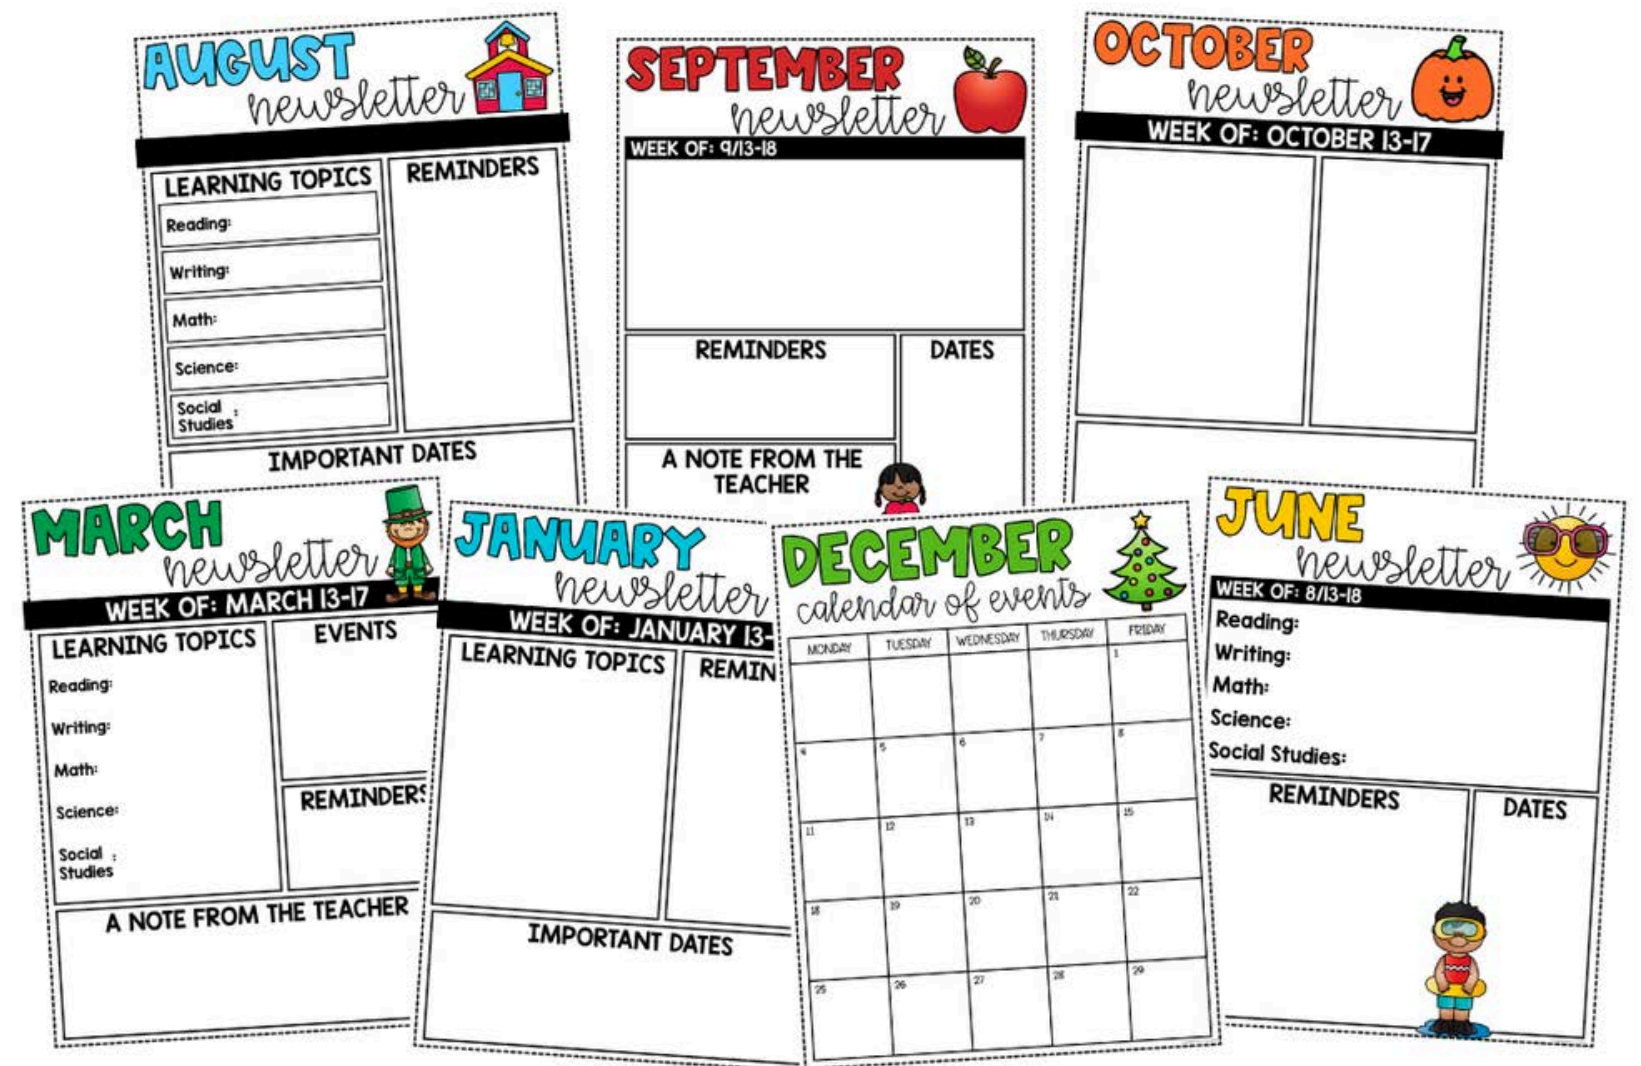 AUGUST
newsletter
LEARNING TOPICS
REMINDERS
Reading:
Writing:
Math:
Science:
Social :
Studies
IMPORTANT DATES
SEPTEMBER
newsletter
WEEK OF: 9/13-18
REMINDERS
DATES
A NOTE FROM THE
TEACHER
OCTOBER
newsletter
WEEK OF: OCTOBER 13-17
MARCH
newsletter
WEEK OF: MARCH 13-17
LEARNING TOPICS
EVENTS
Reading:
Writing:
Math:
Science:
Social :
Studies
REMINDERS
A NOTE FROM THE TEACHER
JANUARY
newsletter
WEEK OF: JANUARY 13-
LEARNING TOPICS
REMIN
IMPORTANT DATES
DECEMBER
calendar of events
MONDAY TUESDAY WEDNESDAY THURSDAY FRIDAY
1
4 5 6 7 8
11 12 13 14 15
18 19 20 21 22
25 26 27 28 29
JUNE
newsletter
WEEK OF: 8/13-18
Reading:
Writing:
Math:
Science:
Social Studies:
REMINDERS
DATES